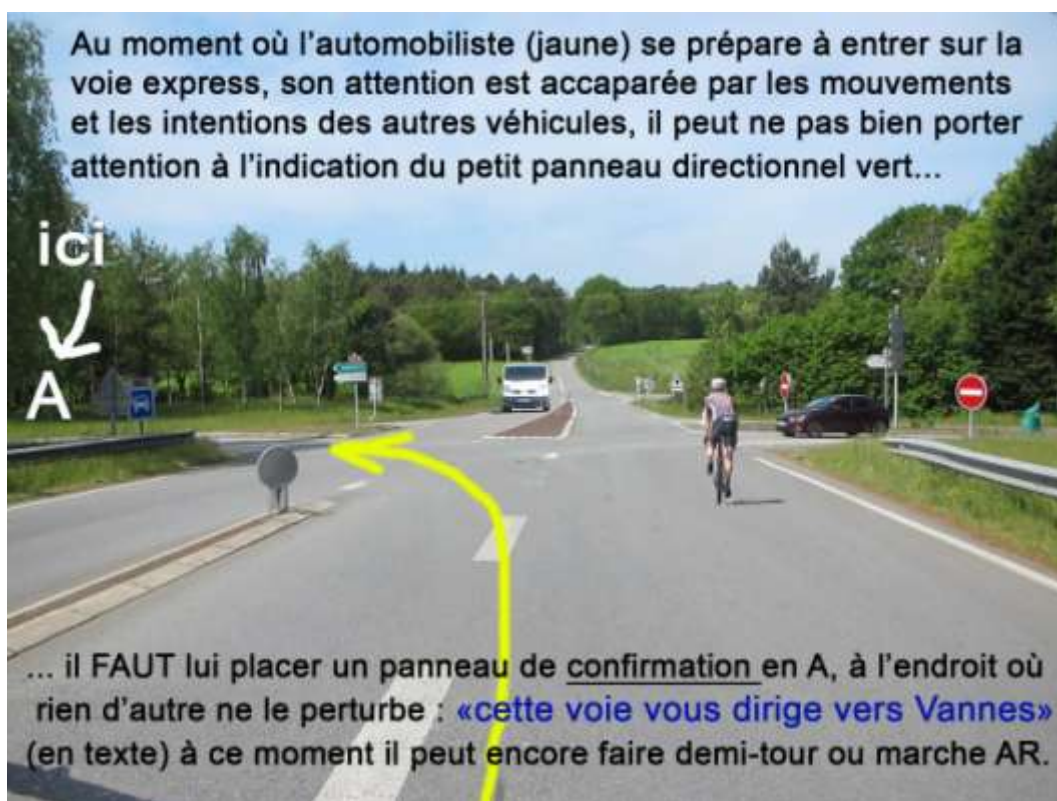 Au moment où l'automobiliste (jaune) se prépare à entrer sur la
voie express, son attention est accaparée par les mouvements
et les intentions des autres véhicules, il peut ne pas bien porter
attention à l'indication du petit panneau directionnel vert...
ici
A
... il FAUT lui placer un panneau de confirmation en A, à l'endroit où
rien d'autre ne le perturbe : «cette voie vous dirige vers Vannes»
(en texte) à ce moment il peut encore faire demi-tour ou marche AR.